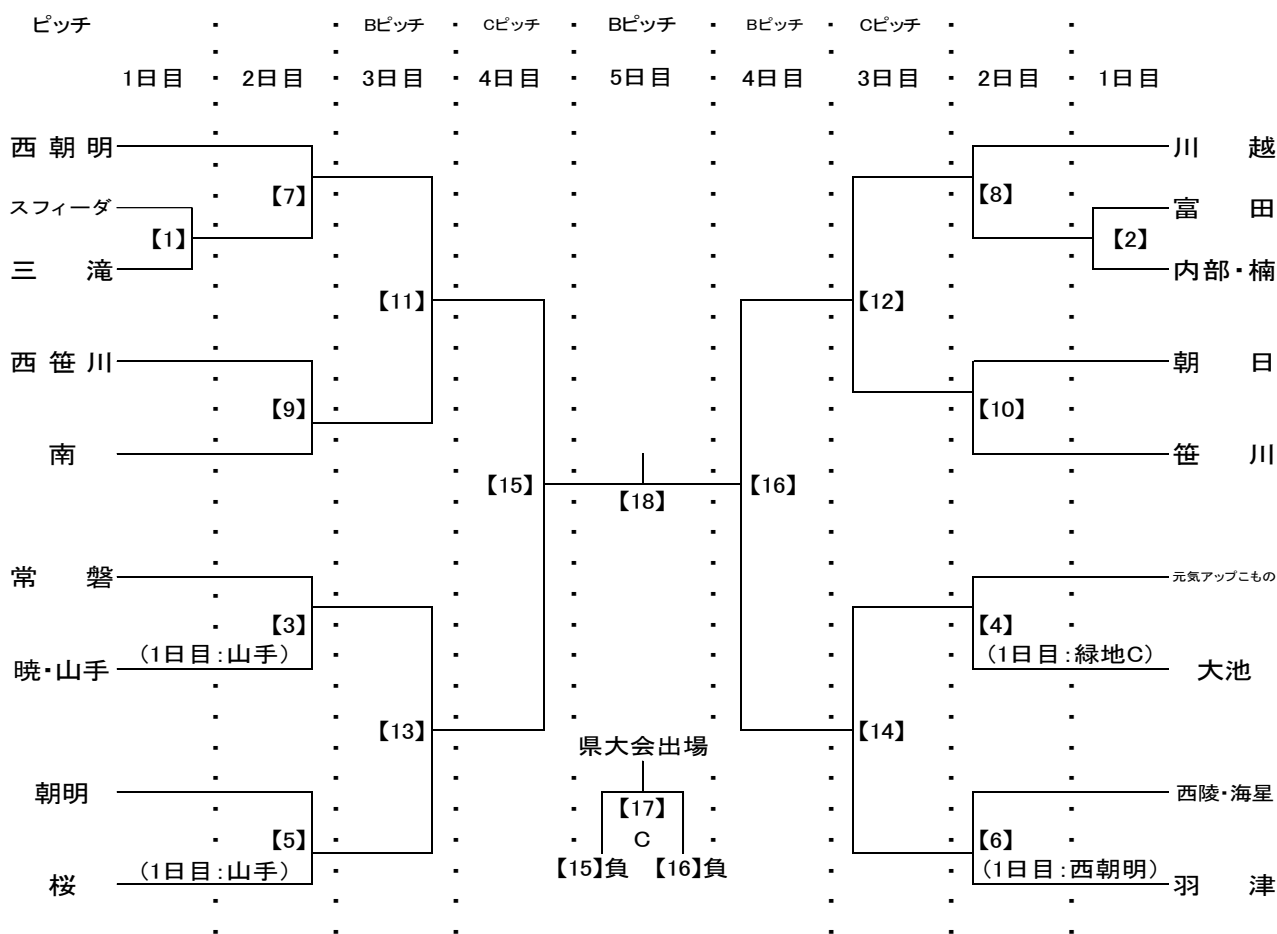 ピッチ Bピッチ Cピッチ Bピッチ Bピッチ Cピッチ
1日目 2日目 3日目 4日目 5日目 4日目 3日目 2日目 1日目
西朝明 川越
【7】 【8】
スフィーダ 富田
【1】 【2】
三滝 内部・楠
【11】 【12】
西笹川 朝日
【9】 【10】
南 笹川
【15】 【18】 【16】
常磐 元気アップこもの
【3】 【4】
暁・山手 (1日目:山手) (1日目:緑地C) 大池
【13】 【14】
県大会出場
朝明 西陵・海星
【17】
【5】 C 【6】
【15】負 【16】負
桜 (1日目:山手) (1日目:西朝明) 羽津